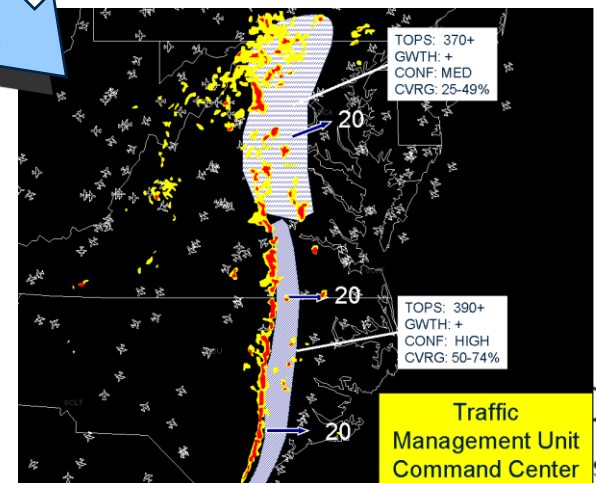 TOPS: 370+
GWTH: +
CONF: MED
CVRG: 25-49%
20
20
TOPS: 390+
GWTH: +
CONF: HIGH
CVRG: 50-74%
20
CLT
Traffic
Management Unit
Command Center